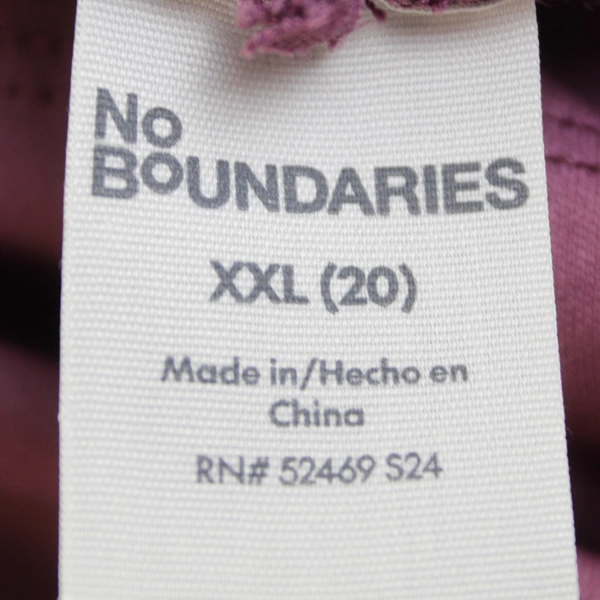 No
BOUNDARIES
XXL (20)
Made in/Hecho en
China
RN# 52469 S24